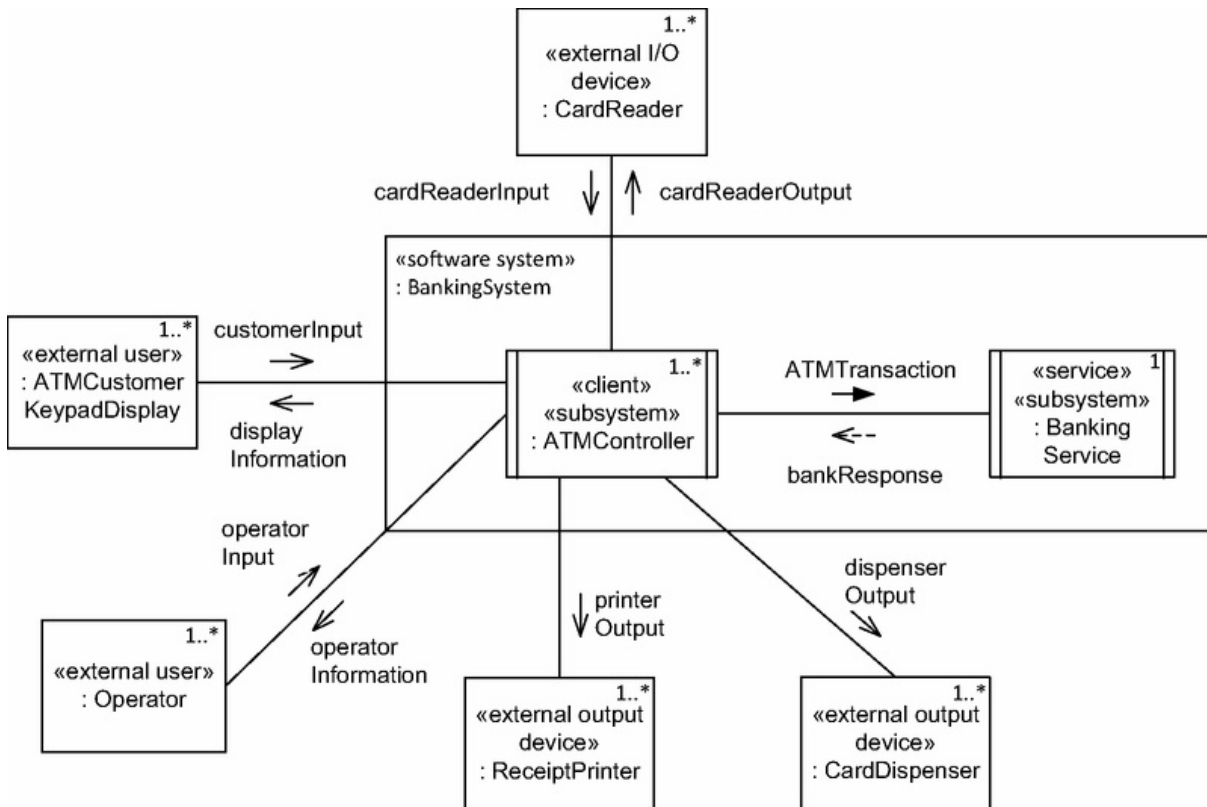 1..*
«external I/O
device»
: CardReader
cardReaderInput
cardReaderOutput
«software system»
: BankingSystem
1..*
«external user»
: ATMCustomer
KeypadDisplay
customerInput
display
Information
1..*
«client»
«subsystem»
: ATMController
ATMTransaction
bankResponse
1
«service»
«subsystem»
: Banking
Service
operator
Input
operator
Information
1..*
«external user»
: Operator
printer
Output
dispenser
Output
1..*
«external output
device»
: ReceiptPrinter
1..*
«external output
device»
: CardDispenser